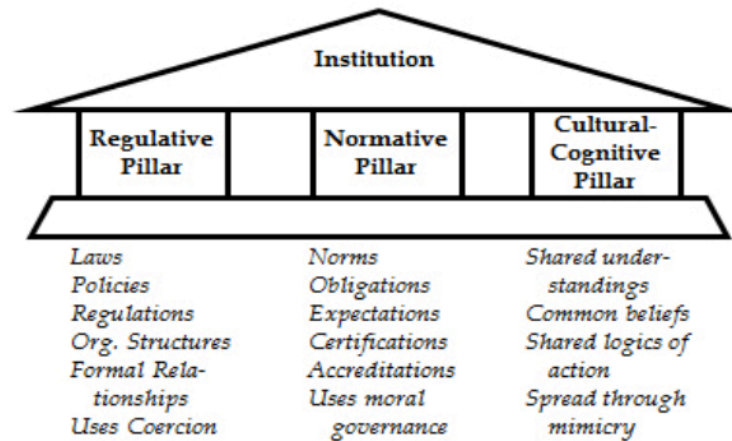 Institution
Regulative
Pillar
Normative
Pillar
Cultural-
Cognitive
Pillar
Laws
Policies
Regulations
Org. Structures
Formal Rela-
tionships
Uses Coercion
Norms
Obligations
Expectations
Certifications
Accreditations
Uses moral
governance
Shared under-
standings
Common beliefs
Shared logics of
action
Spread through
mimicry